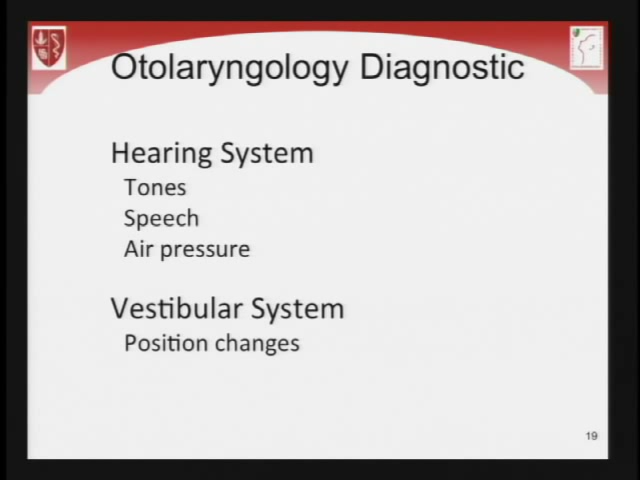 Otolaryngology Diagnostic
Hearing System
Tones
Speech
Air pressure
Vestibular System
Position changes
19